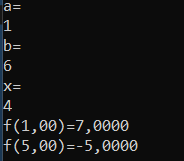 a=
1
b=
6
x=
4
f(1,00)=7,0000
f(5,00)=-5,0000